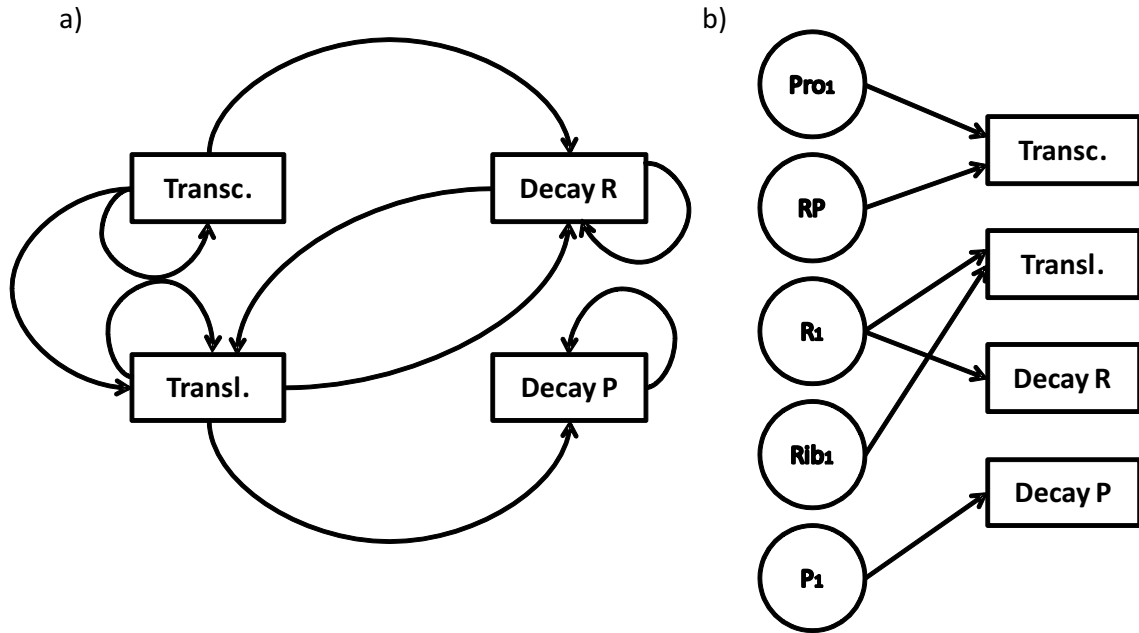 a)
Transc.
Decay R
Transl.
Decay P
b)
Pro₁
RP
R₁
Rib₁
P₁
Transc.
Transl.
Decay R
Decay P